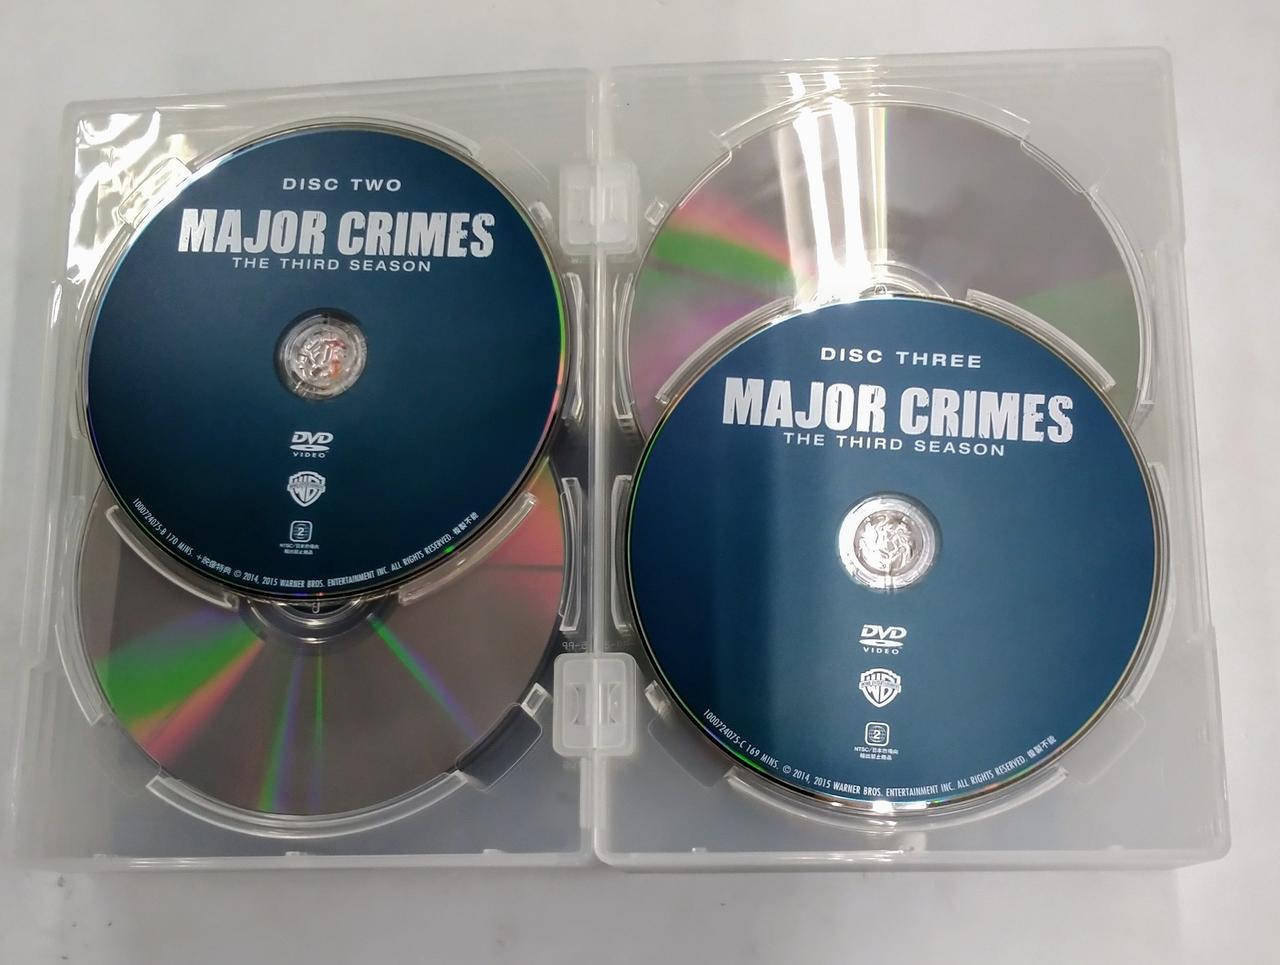 DISC TWO
MAJOR CRIMES
THE THIRD SEASON
DVD
VIDEO
WB
2
NTSC/日本市場向
輸出禁止商品
1000724075-B 170 MINS. +映像特典 © 2014, 2015 WARNER BROS. ENTERTAINMENT INC. ALL RIGHTS RESERVED. 複製不能
DISC THREE
MAJOR CRIMES
THE THIRD SEASON
DVD
VIDEO
WB
2
NTSC/日本市場向
輸出禁止商品
1000724075-C 169 MINS. © 2014, 2015 WARNER BROS. ENTERTAINMENT INC. ALL RIGHTS RESERVED. 複製不能